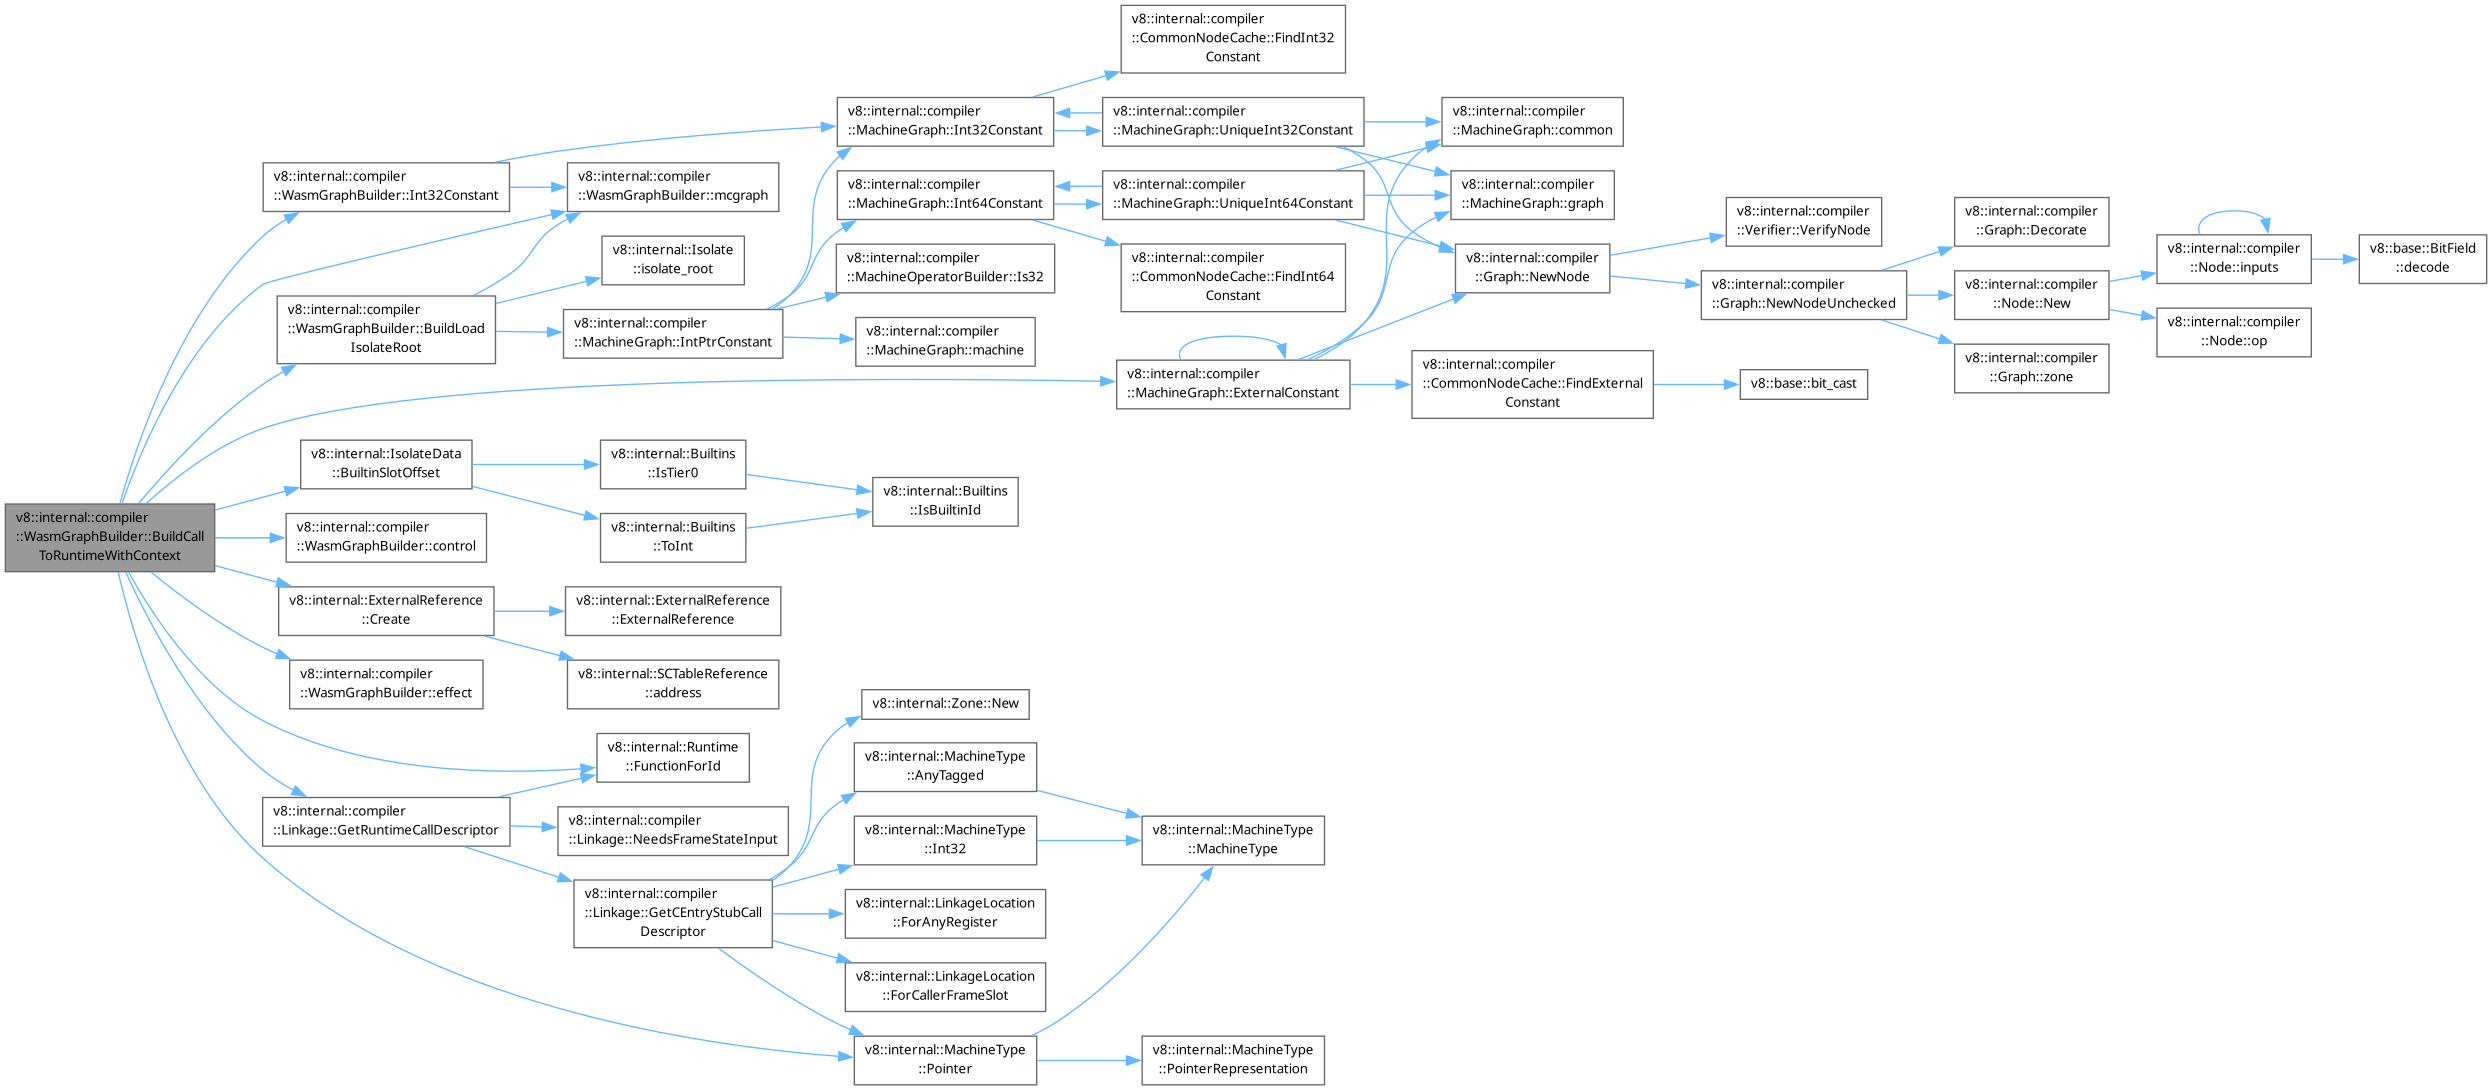 v8::internal::compiler
::WasmGraphBuilder::BuildCall
ToRuntimeWithContext
v8::internal::compiler
::WasmGraphBuilder::Int32Constant
v8::internal::compiler
::WasmGraphBuilder::BuildLoad
IsolateRoot
v8::internal::IsolateData
::BuiltinSlotOffset
v8::internal::compiler
::WasmGraphBuilder::control
v8::internal::ExternalReference
::Create
v8::internal::compiler
::WasmGraphBuilder::effect
v8::internal::compiler
::Linkage::GetRuntimeCallDescriptor
v8::internal::compiler
::WasmGraphBuilder::mcgraph
v8::internal::Isolate
::isolate_root
v8::internal::compiler
::MachineGraph::IntPtrConstant
v8::internal::Builtins
::IsTier0
v8::internal::Builtins
::ToInt
v8::internal::ExternalReference
::ExternalReference
v8::internal::SCTableReference
::address
v8::internal::Runtime
::FunctionForId
v8::internal::compiler
::Linkage::NeedsFrameStateInput
v8::internal::compiler
::Linkage::GetCEntryStubCall
Descriptor
v8::internal::compiler
::MachineGraph::Int32Constant
v8::internal::compiler
::MachineGraph::Int64Constant
v8::internal::compiler
::MachineOperatorBuilder::Is32
v8::internal::compiler
::MachineGraph::machine
v8::internal::Builtins
::IsBuiltinId
v8::internal::Zone::New
v8::internal::MachineType
::AnyTagged
v8::internal::MachineType
::Int32
v8::internal::LinkageLocation
::ForAnyRegister
v8::internal::LinkageLocation
::ForCallerFrameSlot
v8::internal::MachineType
::Pointer
v8::internal::compiler
::CommonNodeCache::FindInt32
Constant
v8::internal::compiler
::MachineGraph::UniqueInt32Constant
v8::internal::compiler
::MachineGraph::UniqueInt64Constant
v8::internal::compiler
::CommonNodeCache::FindInt64
Constant
v8::internal::compiler
::MachineGraph::ExternalConstant
v8::internal::MachineType
::MachineType
v8::internal::MachineType
::PointerRepresentation
v8::internal::compiler
::MachineGraph::common
v8::internal::compiler
::MachineGraph::graph
v8::internal::compiler
::Graph::NewNode
v8::internal::compiler
::CommonNodeCache::FindExternal
Constant
v8::internal::compiler
::Verifier::VerifyNode
v8::internal::compiler
::Graph::NewNodeUnchecked
v8::base::bit_cast
v8::internal::compiler
::Graph::Decorate
v8::internal::compiler
::Node::New
v8::internal::compiler
::Graph::zone
v8::internal::compiler
::Node::inputs
v8::internal::compiler
::Node::op
v8::base::BitField
::decode